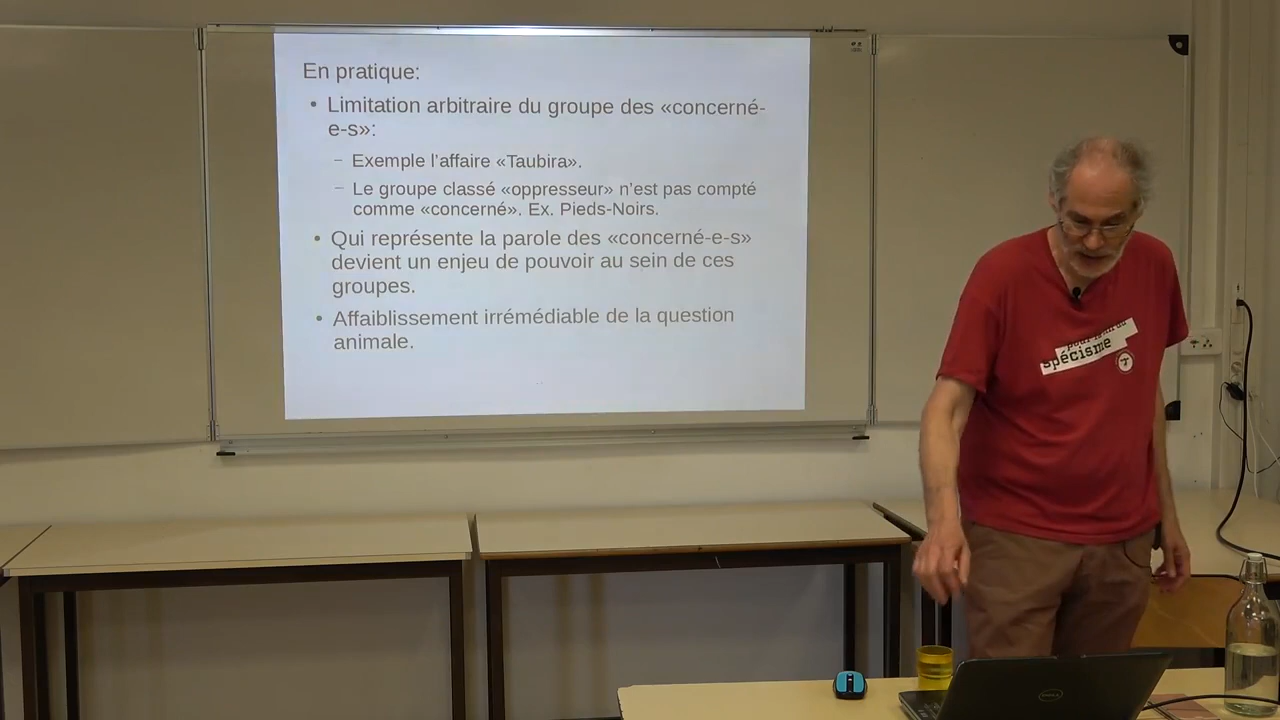 En pratique:
• Limitation arbitraire du groupe des «concerné-
e-s»:
– Exemple l’affaire «Taubira».
– Le groupe classé «oppresseur» n’est pas compté
comme «concerné». Ex. Pieds-Noirs.
• Qui représente la parole des «concerné-e-s»
devient un enjeu de pouvoir au sein de ces
groupes.
• Affaiblissement irrémédiable de la question
animale.
spécisme
DELL